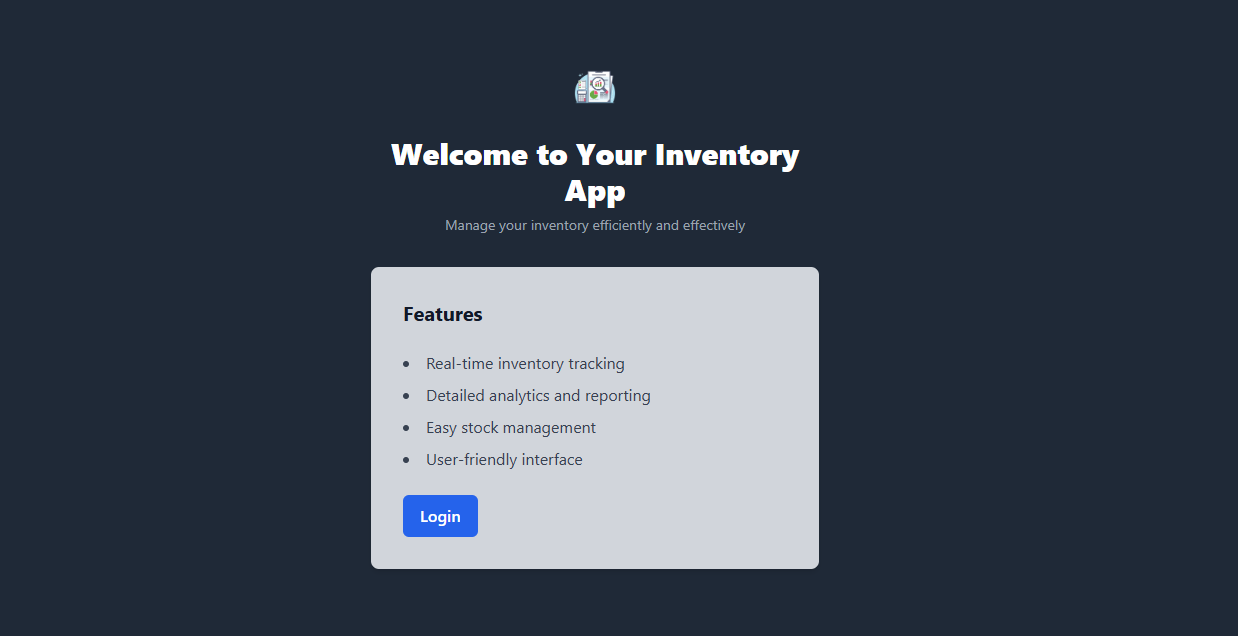 Welcome to Your Inventory
App
Manage your inventory efficiently and effectively
Features
Real-time inventory tracking
Detailed analytics and reporting
Easy stock management
User-friendly interface
Login